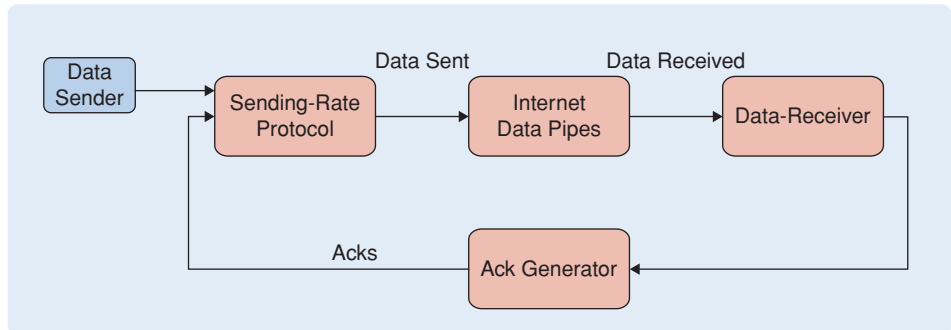 Data
Sender
Sending-Rate
Protocol
Data Sent
Internet
Data Pipes
Data Received
Data-Receiver
Acks
Ack Generator